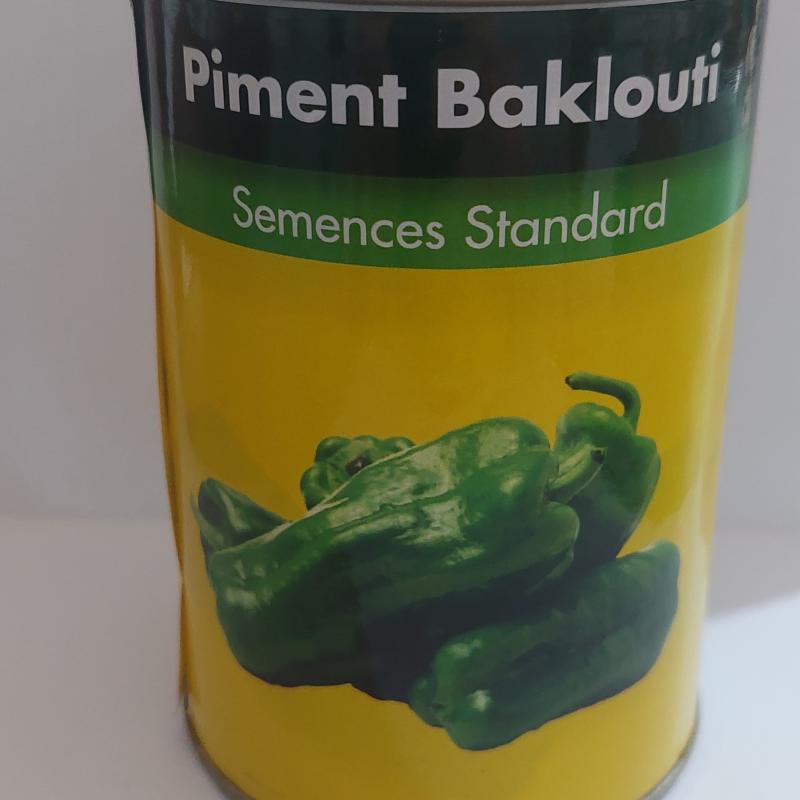 Piment Baklouti
Semences Standard